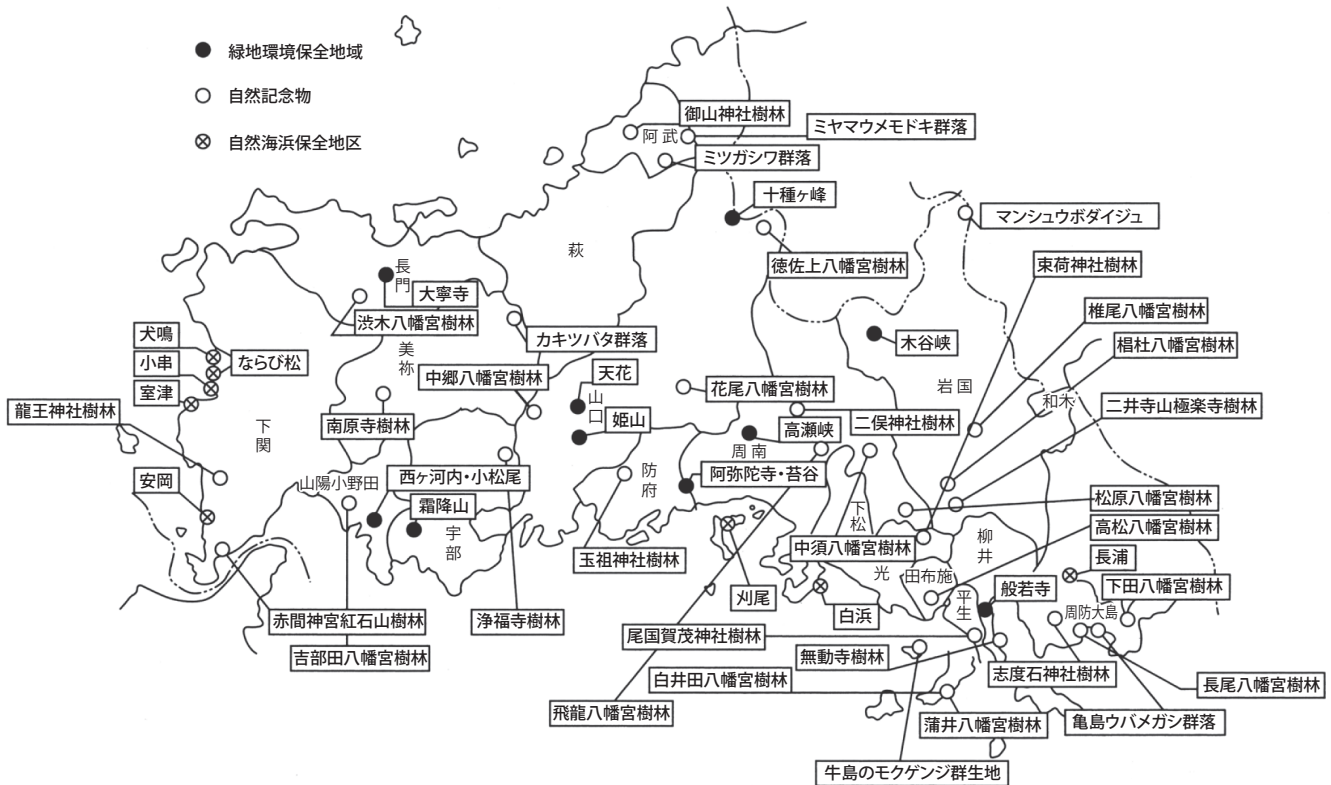 緑地環境保全地域
自然記念物
自然海浜保全地区
御山神社樹林
阿武
ミヤマウメモドキ群落
ミツガシワ群落
十種ヶ峰
マンシュウボダイジュ
萩
徳佐上八幡宮樹林
束荷神社樹林
長門
大寧寺
渋木八幡宮樹林
カキツバタ群落
椎尾八幡宮樹林
木谷峡
椙杜八幡宮樹林
犬鳴
小串
ならび松
室津
美祢
中郷八幡宮樹林
天花
山口
花尾八幡宮樹林
岩国
和木
二井寺山極楽寺樹林
龍王神社樹林
下関
南原寺樹林
姫山
高瀬峡
二俣神社樹林
周南
安岡
山陽小野田
西ヶ河内・小松尾
霜降山
宇部
防府
阿弥陀寺・苔谷
下松
松原八幡宮樹林
高松八幡宮樹林
玉祖神社樹林
中須八幡宮樹林
柳井
長浦
光
田布施
般若寺
下田八幡宮樹林
刈尾
白浜
平生
周防大島
赤間神宮紅石山樹林
浄福寺樹林
尾国賀茂神社樹林
吉部田八幡宮樹林
無動寺樹林
志度石神社樹林
白井田八幡宮樹林
長尾八幡宮樹林
飛龍八幡宮樹林
蒲井八幡宮樹林
亀島ウバメガシ群落
牛島のモクゲンジ群生地